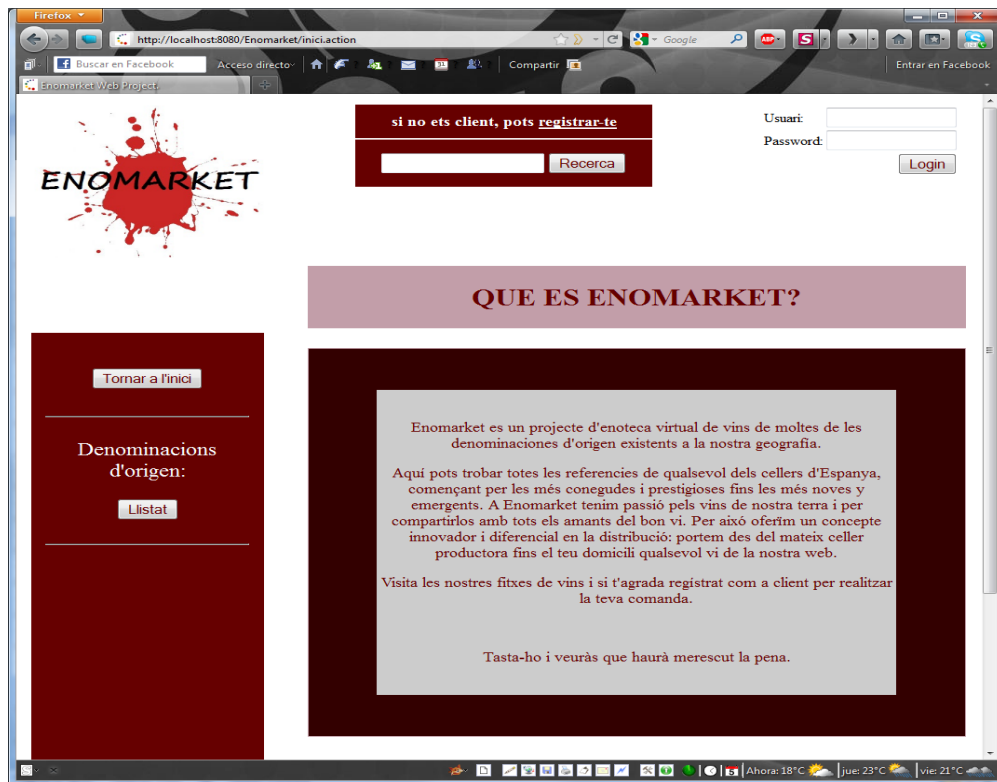 Firefox
http://localhost:8080/Enomarket/inici.action
Google
ABP
S
Buscar en Facebook
Acceso directo
31
Compartir
Entrar en Facebook
Enomarket Web Project
ENOMARKET
si no ets client, pots registrar-te
Recerca
Usuari:
Password:
Login
QUE ES ENOMARKET?
Tornar a l'inici
Denominacions
d'origen:
Llistat
Enomarket es un projecte d'enoteca virtual de vins de moltes de les
denominaciones d'origen existents a la nostra geografía.
Aquí pots trobar totes les referencies de qualsevol dels cellers d'Espanya,
començant per les més conegudes i prestigioses fins les més noves y
emergents. A Enomarket tenim passió pels vins de nostra terra i per
compartirlos amb tots els amants del bon vi. Per aixó oferïm un concepte
innovador i diferencial en la distribució: portem des del mateix celler
productora fins el teu domicili qualsevol vi de la nostra web.
Visita les nostres fitxes de vins i si t'agrada regístrat com a client per realitzar
la teva comanda.
Tasta-ho i veuràs que haurà merescut la pena.
5
Ahora: 18°C
jue: 23°C
vie: 21°C